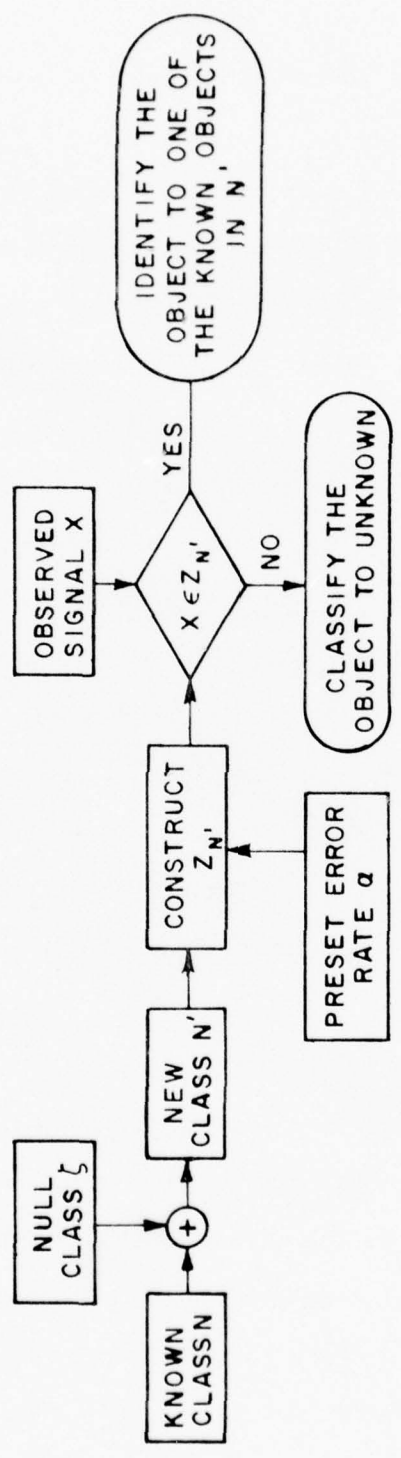 KNOWN
CLASS N
NULL
CLASS ζ
+
NEW
CLASS N'
CONSTRUCT
Z_N'
PRESET ERROR
RATE α
OBSERVED
SIGNAL X
X ϵ Z_N'
YES
IDENTIFY THE
OBJECT TO ONE OF
THE KNOWN OBJECTS
IN N'
NO
CLASSIFY THE
OBJECT TO UNKNOWN